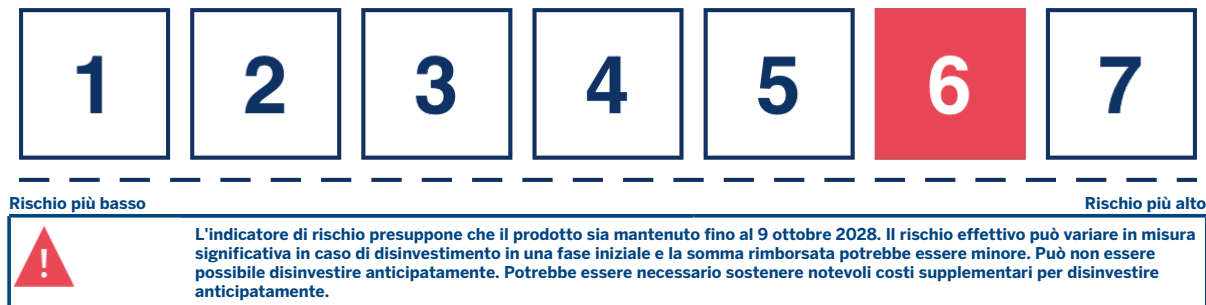 1 2 3 4 5 6 7
Rischio più basso Rischio più alto
!
L'indicatore di rischio presuppone che il prodotto sia mantenuto fino al 9 ottobre 2028. Il rischio effettivo può variare in misura
significativa in caso di disinvestimento in una fase iniziale e la somma rimborsata potrebbe essere minore. Può non essere
possibile disinvestire anticipatamente. Potrebbe essere necessario sostenere notevoli costi supplementari per disinvestire
anticipatamente.